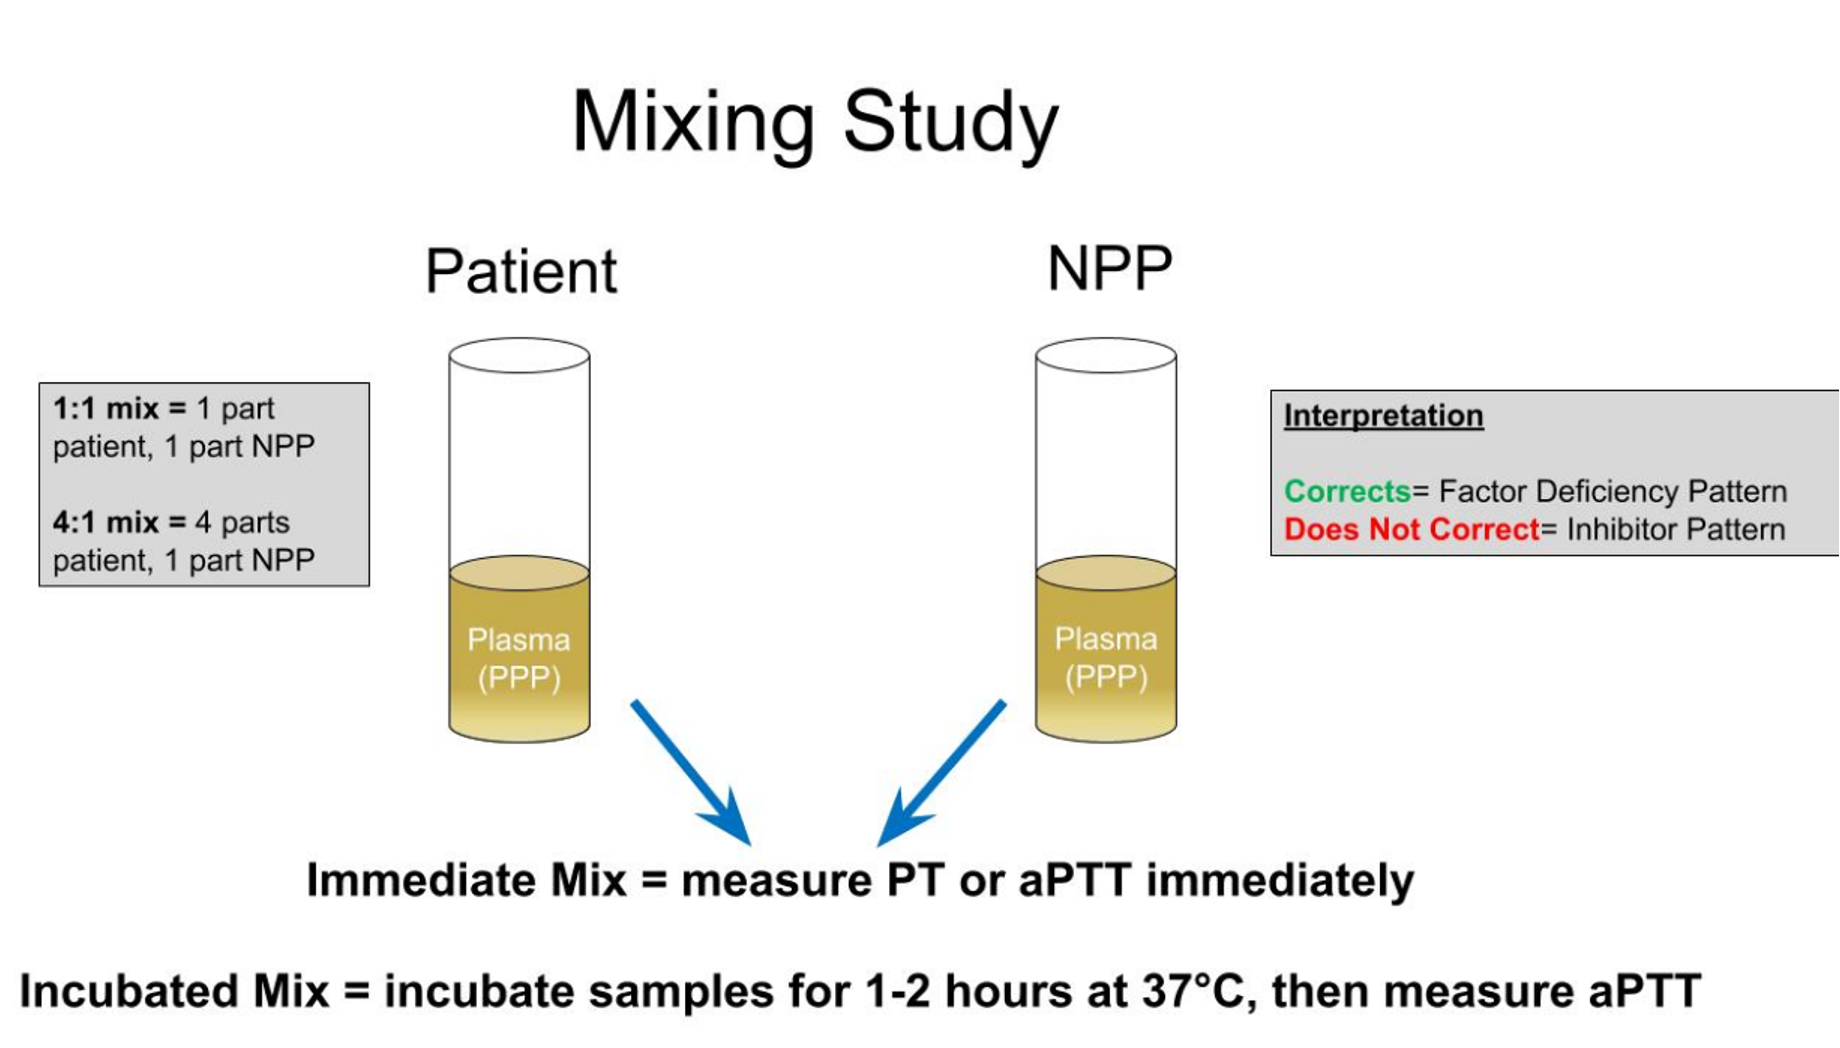 Mixing Study
Patient
NPP
1:1 mix = 1 part
patient, 1 part NPP
4:1 mix = 4 parts
patient, 1 part NPP
Interpretation
Corrects= Factor Deficiency Pattern
Does Not Correct= Inhibitor Pattern
Plasma
(PPP)
Plasma
(PPP)
Immediate Mix = measure PT or aPTT immediately
Incubated Mix = incubate samples for 1-2 hours at 37°C, then measure aPTT